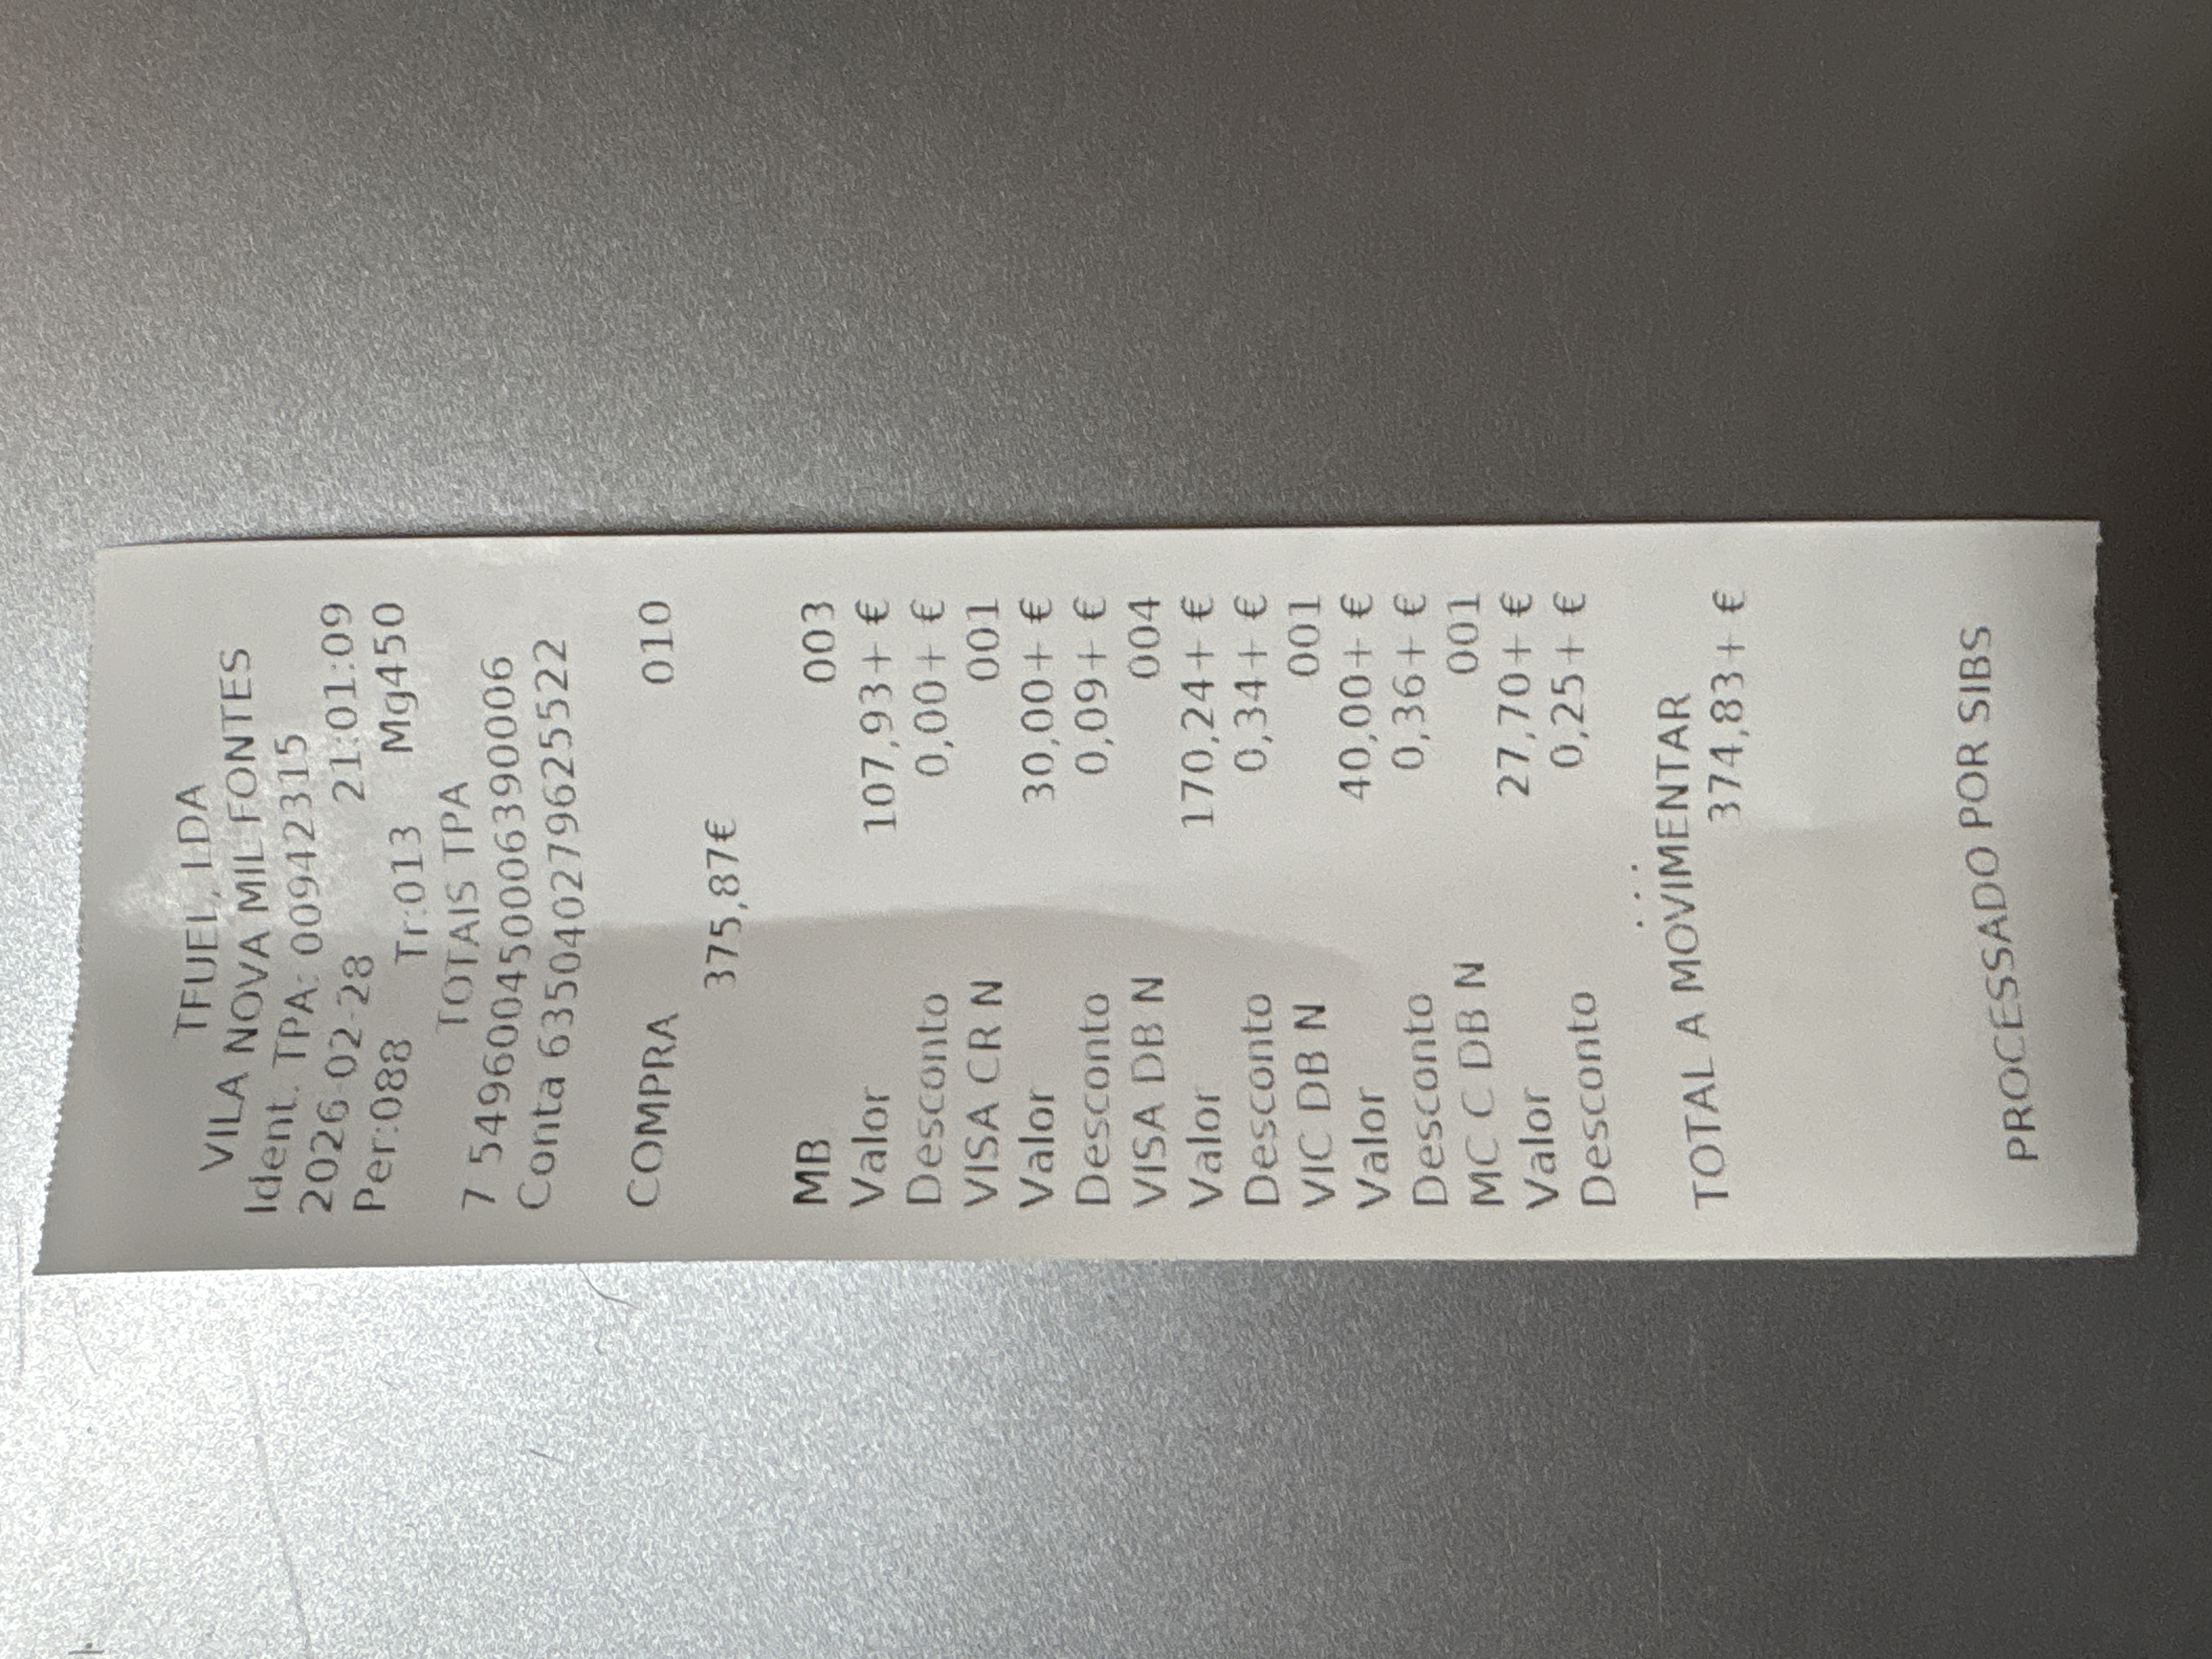 TFUEL, LDA
VILA NOVA MILFONTES
Ident. TPA: 00942315
2026-02-28 21:01:09
Per:088 Tr:013 Mg450
TOTAIS TPA
7 549600450006390006
Conta 63504027962​55522
COMPRA 010
375,87€
MB 003
Valor 107,93+ €
Desconto 0,00+ €
VISA CR N 001
Valor 30,00+ €
Desconto 0,09+ €
VISA DB N 004
Valor 170,24+ €
Desconto 0,34+ €
VIC DB N 001
Valor 40,00+ €
Desconto 0,36+ €
MC C DB N 001
Valor 27,70+ €
Desconto 0,25+ €
TOTAL A MOVIMENTAR
374,83+ €
PROCESSADO POR SIBS